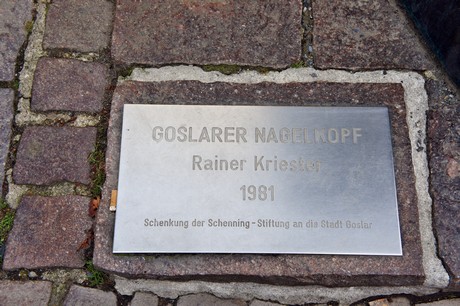 GOSLARER NAGELKOPF
Rainer Kriester
1981
Schenkung der Schenning-Stiftung an die Stadt Goslar